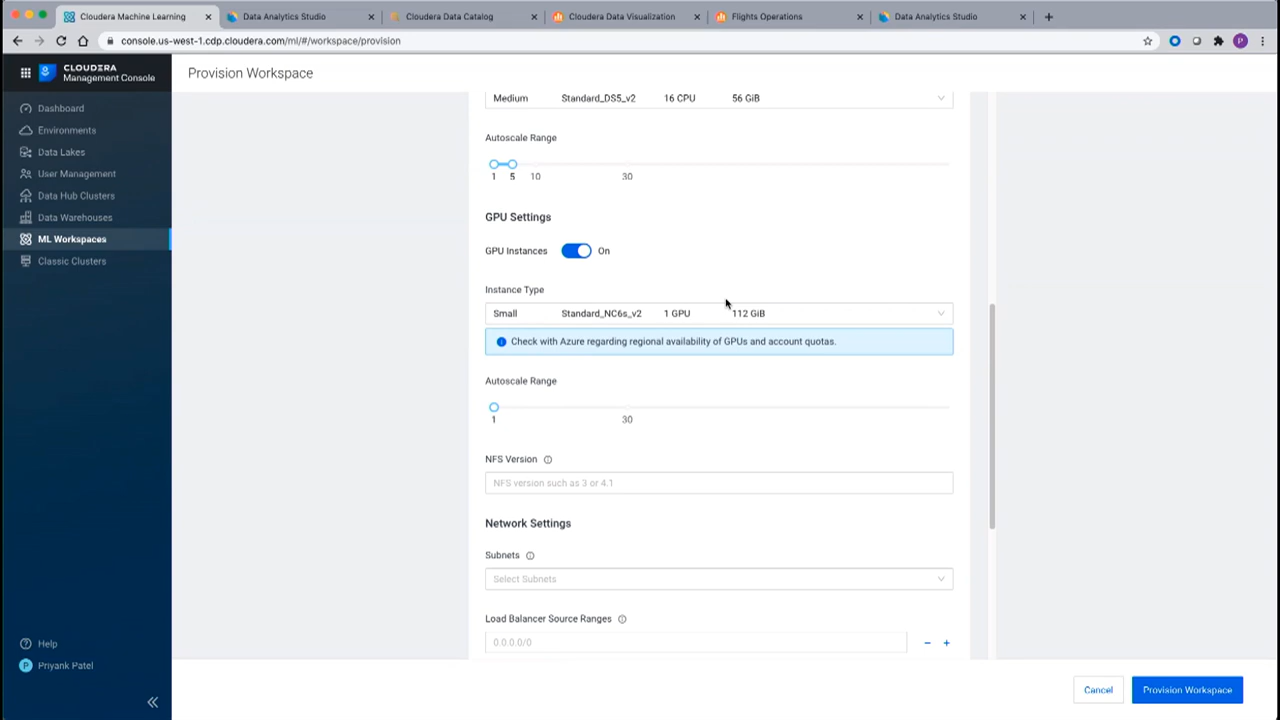 Cloudera Machine Learning
Data Analytics Studio
Cloudera Data Catalog
Cloudera Data Visualization
Flights Operations
Data Analytics Studio
console.us-west-1.cdp.cloudera.com/ml/#/workspace/provision
P
CLOUDERA
Management Console
Provision Workspace
Dashboard
Environments
Data Lakes
User Management
Data Hub Clusters
Data Warehouses
ML Workspaces
Classic Clusters
Help
P Priyank Patel
Medium Standard_DS5_v2 16 CPU 56 GiB
Autoscale Range
1 5 10 30
GPU Settings
GPU Instances On
Instance Type
Small Standard_NC6s_v2 1 GPU 112 GiB
Check with Azure regarding regional availability of GPUs and account quotas.
Autoscale Range
1 30
NFS Version
NFS version such as 3 or 4.1
Network Settings
Subnets
Select Subnets
Load Balancer Source Ranges
0.0.0.0/0
Cancel
Provision Workspace